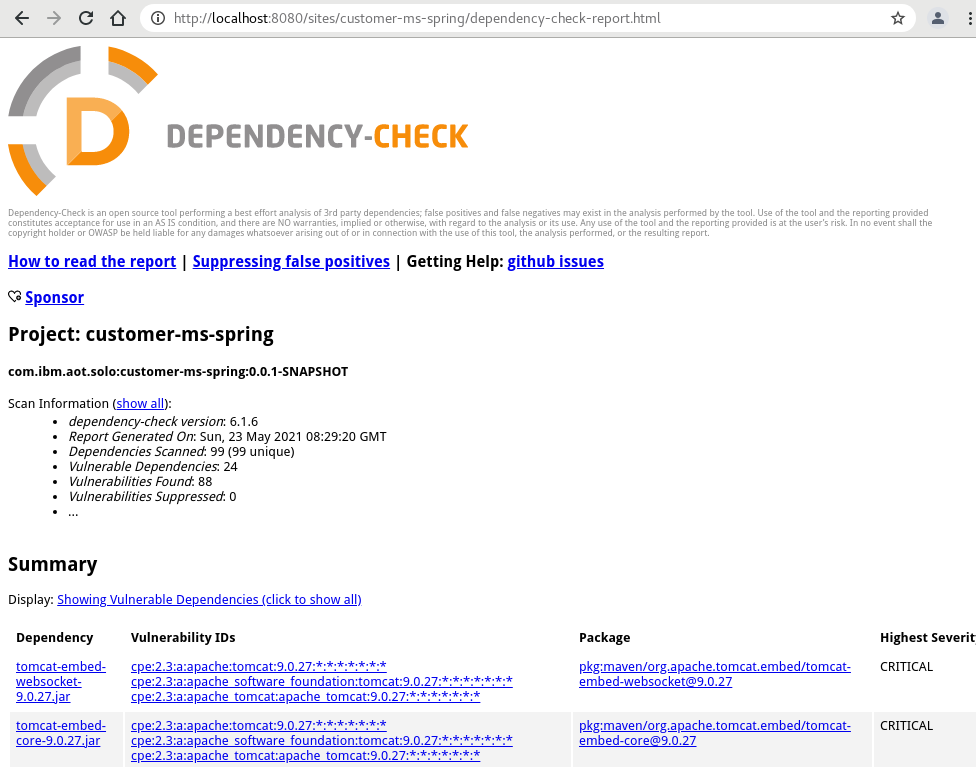 http://localhost:8080/sites/customer-ms-spring/dependency-check-report.html
D
DEPENDENCY-CHECK
Dependency-Check is an open source tool performing a best effort analysis of 3rd party dependencies; false positives and false negatives may exist in the analysis performed by the tool. Use of the tool and the reporting provided
constitutes acceptance for use in an AS IS condition, and there are NO warranties, implied or otherwise, with regard to the analysis or its use. Any use of the tool and the reporting provided is at the user's risk. In no event shall the
copyright holder or OWASP be held liable for any damages whatsoever arising out of or in connection with the use of this tool, the analysis performed, or the resulting report.
How to read the report | Suppressing false positives | Getting Help: github issues
Sponsor
Project: customer-ms-spring
com.ibm.aot.solo:customer-ms-spring:0.0.1-SNAPSHOT
Scan Information (show all):
• dependency-check version: 6.1.6
• Report Generated On: Sun, 23 May 2021 08:29:20 GMT
• Dependencies Scanned: 99 (99 unique)
• Vulnerable Dependencies: 24
• Vulnerabilities Found: 88
• Vulnerabilities Suppressed: 0
• ...
Summary
Display: Showing Vulnerable Dependencies (click to show all)
Dependency Vulnerability IDs Package Highest Severity
tomcat-embed- cpe:2.3:a:apache:tomcat:9.0.27:*:*:*:*:*:*:* pkg:maven/org.apache.tomcat.embed/tomcat- CRITICAL
websocket- cpe:2.3:a:apache_software_foundation:tomcat:9.0.27:*:*:*:*:*:*:* embed-websocket@9.0.27
9.0.27.jar cpe:2.3:a:apache_tomcat:apache_tomcat:9.0.27:*:*:*:*:*:*:*
tomcat-embed- cpe:2.3:a:apache:tomcat:9.0.27:*:*:*:*:*:*:* pkg:maven/org.apache.tomcat.embed/tomcat- CRITICAL
core-9.0.27.jar cpe:2.3:a:apache_software_foundation:tomcat:9.0.27:*:*:*:*:*:*:* embed-core@9.0.27
cpe:2.3:a:apache_tomcat:apache_tomcat:9.0.27:*:*:*:*:*:*:*